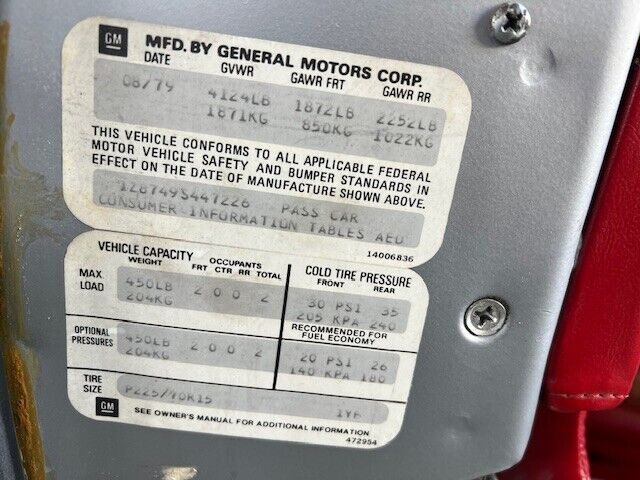 GM
MFD. BY GENERAL MOTORS CORP.
DATE GVWR GAWR FRT GAWR RR
08/79 4124LB 1872LB 2252LB
1871KG 850KG 1022KG
THIS VEHICLE CONFORMS TO ALL APPLICABLE FEDERAL
MOTOR VEHICLE SAFETY AND BUMPER STANDARDS IN
EFFECT ON THE DATE OF MANUFACTURE SHOWN ABOVE.
1Z8749S447226 PASS CAR
CONSUMER INFORMATION TABLES AEU
14006836
VEHICLE CAPACITY OCCUPANTS COLD TIRE PRESSURE
WEIGHT FRT CTR RR TOTAL FRONT REAR
MAX LOAD 450LB 2 0 0 2 30 PSI 35
204KG 205 KPA 240
RECOMMENDED FOR
FUEL ECONOMY
OPTIONAL PRESSURES 450LB 2 0 0 2 20 PSI 26
204KG 140 KPA 180
TIRE SIZE P225/70R15 1YP
GM SEE OWNER'S MANUAL FOR ADDITIONAL INFORMATION
472954